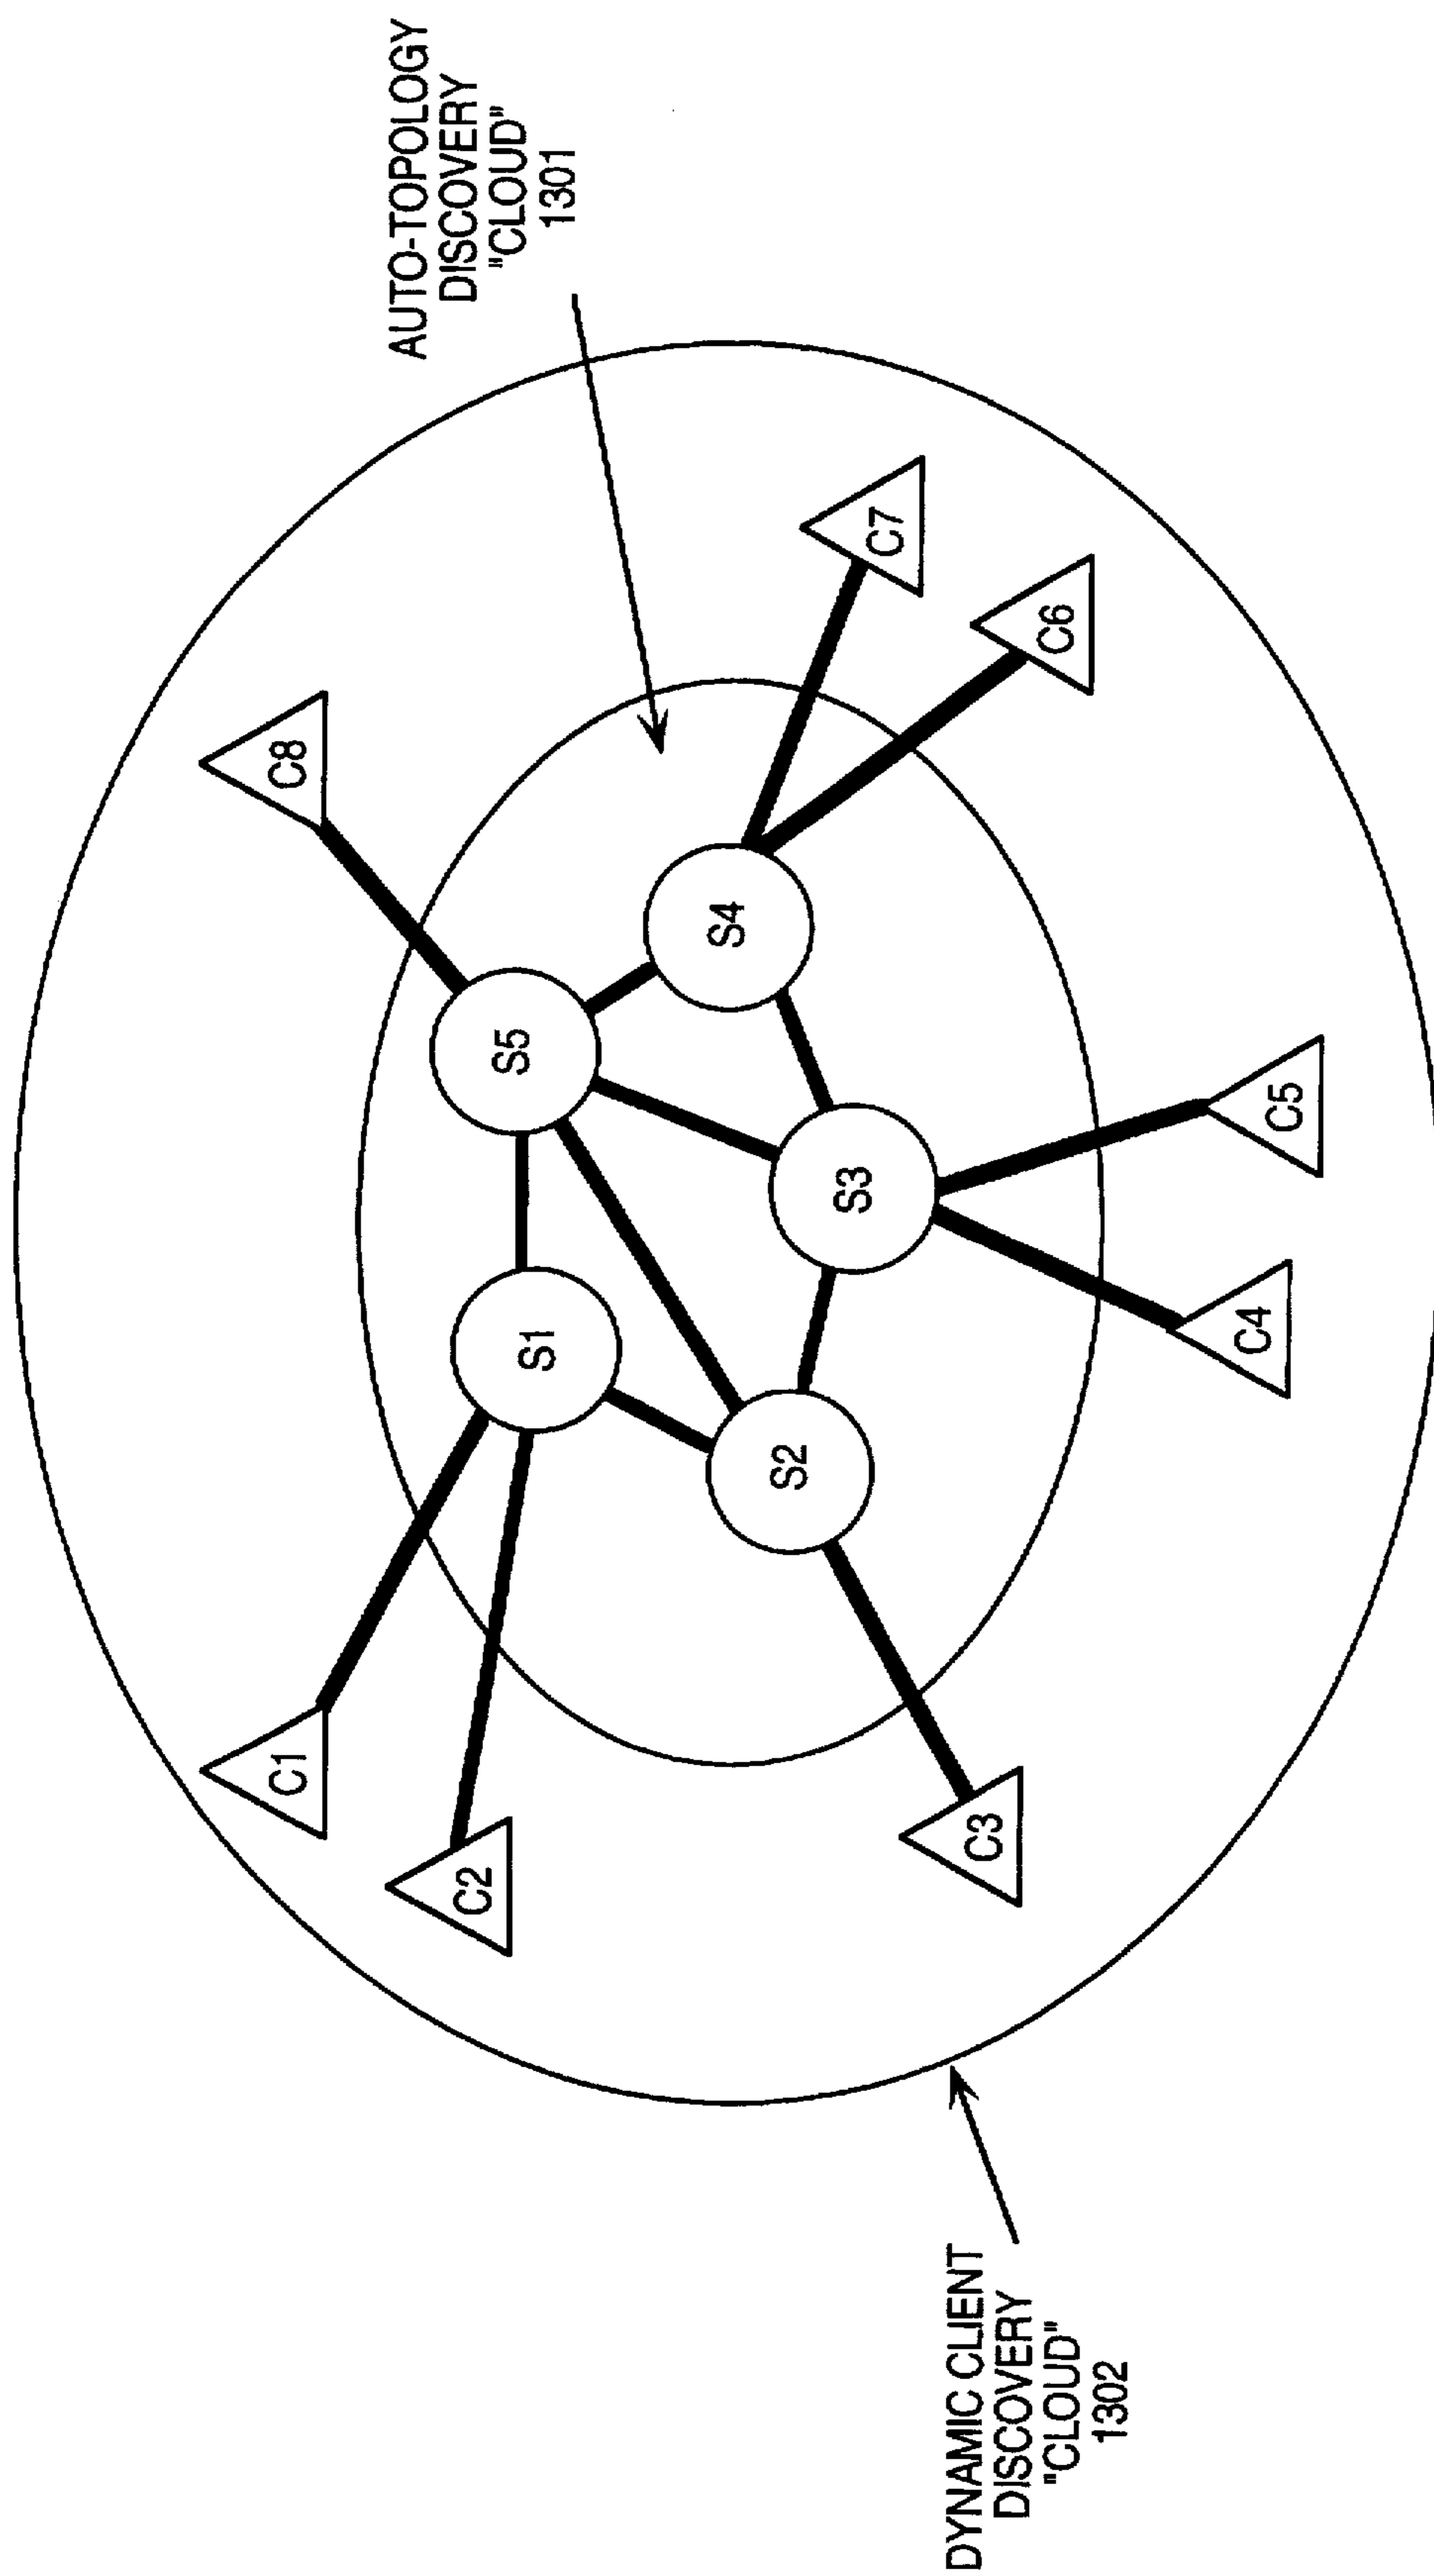 AUTO-TOPOLOGY
DISCOVERY
"CLOUD"
1301
C1
C8
C2
S1
S5
S2
S4
C7
S3
C3
C6
C4
C5
DYNAMIC CLIENT
DISCOVERY
"CLOUD"
1302